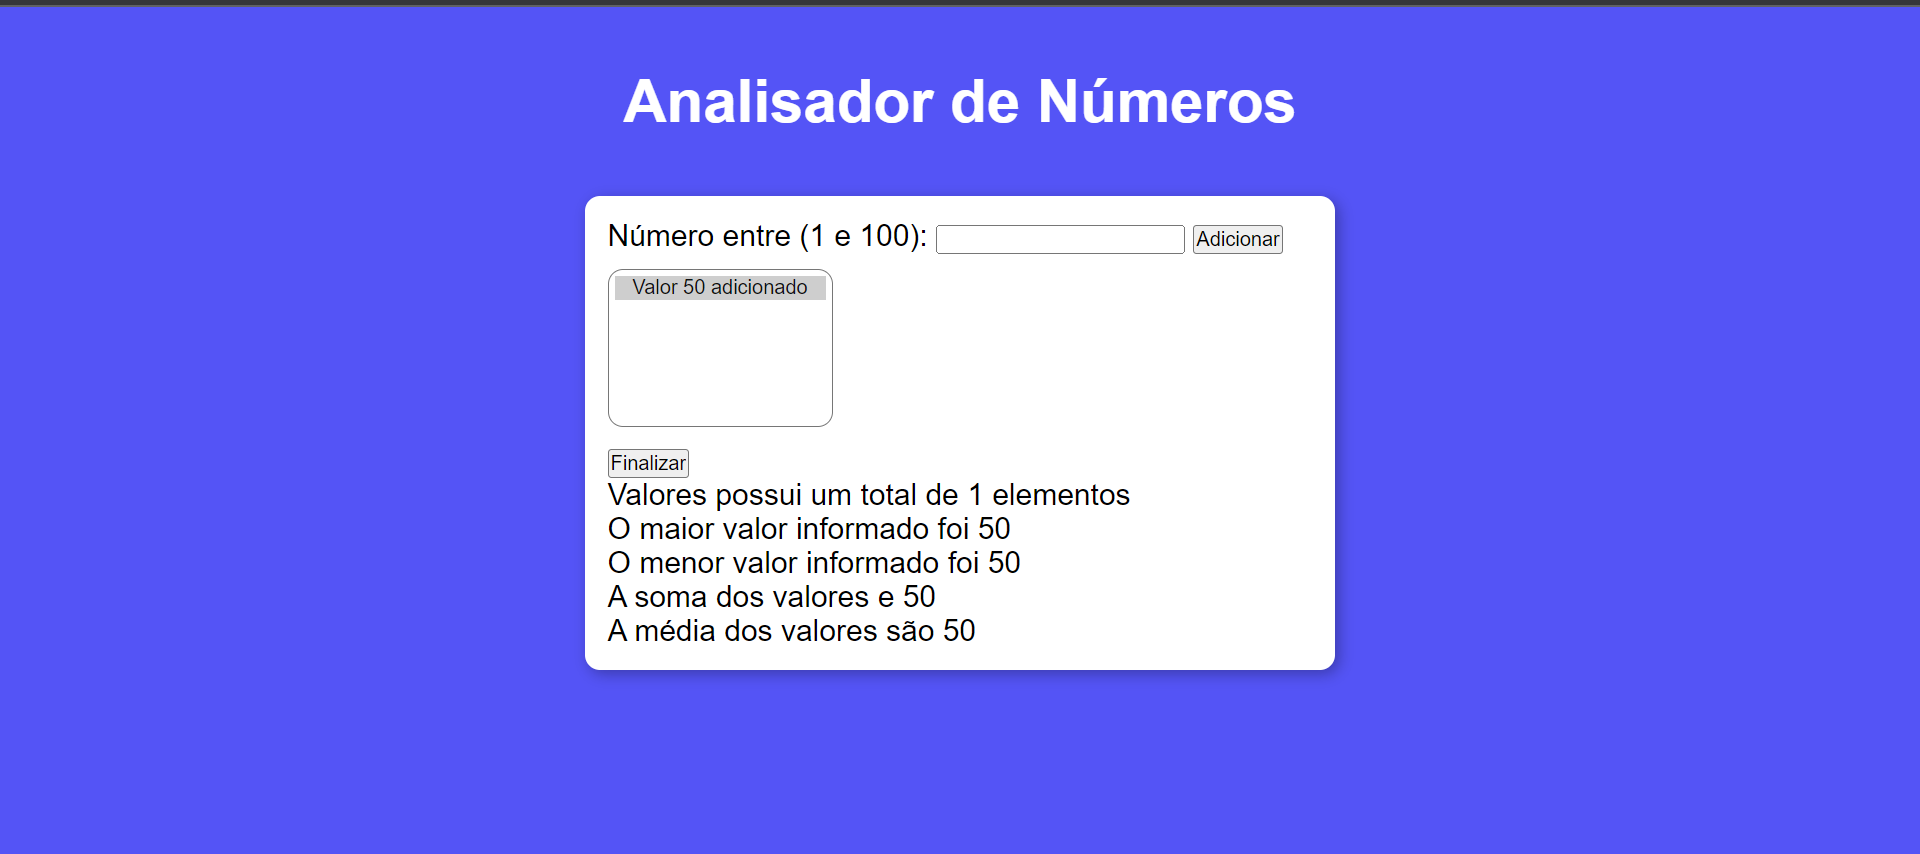 Analisador de Números
Número entre (1 e 100): Adicionar
Valor 50 adicionado
Finalizar
Valores possui um total de 1 elementos
O maior valor informado foi 50
O menor valor informado foi 50
A soma dos valores e 50
A média dos valores são 50